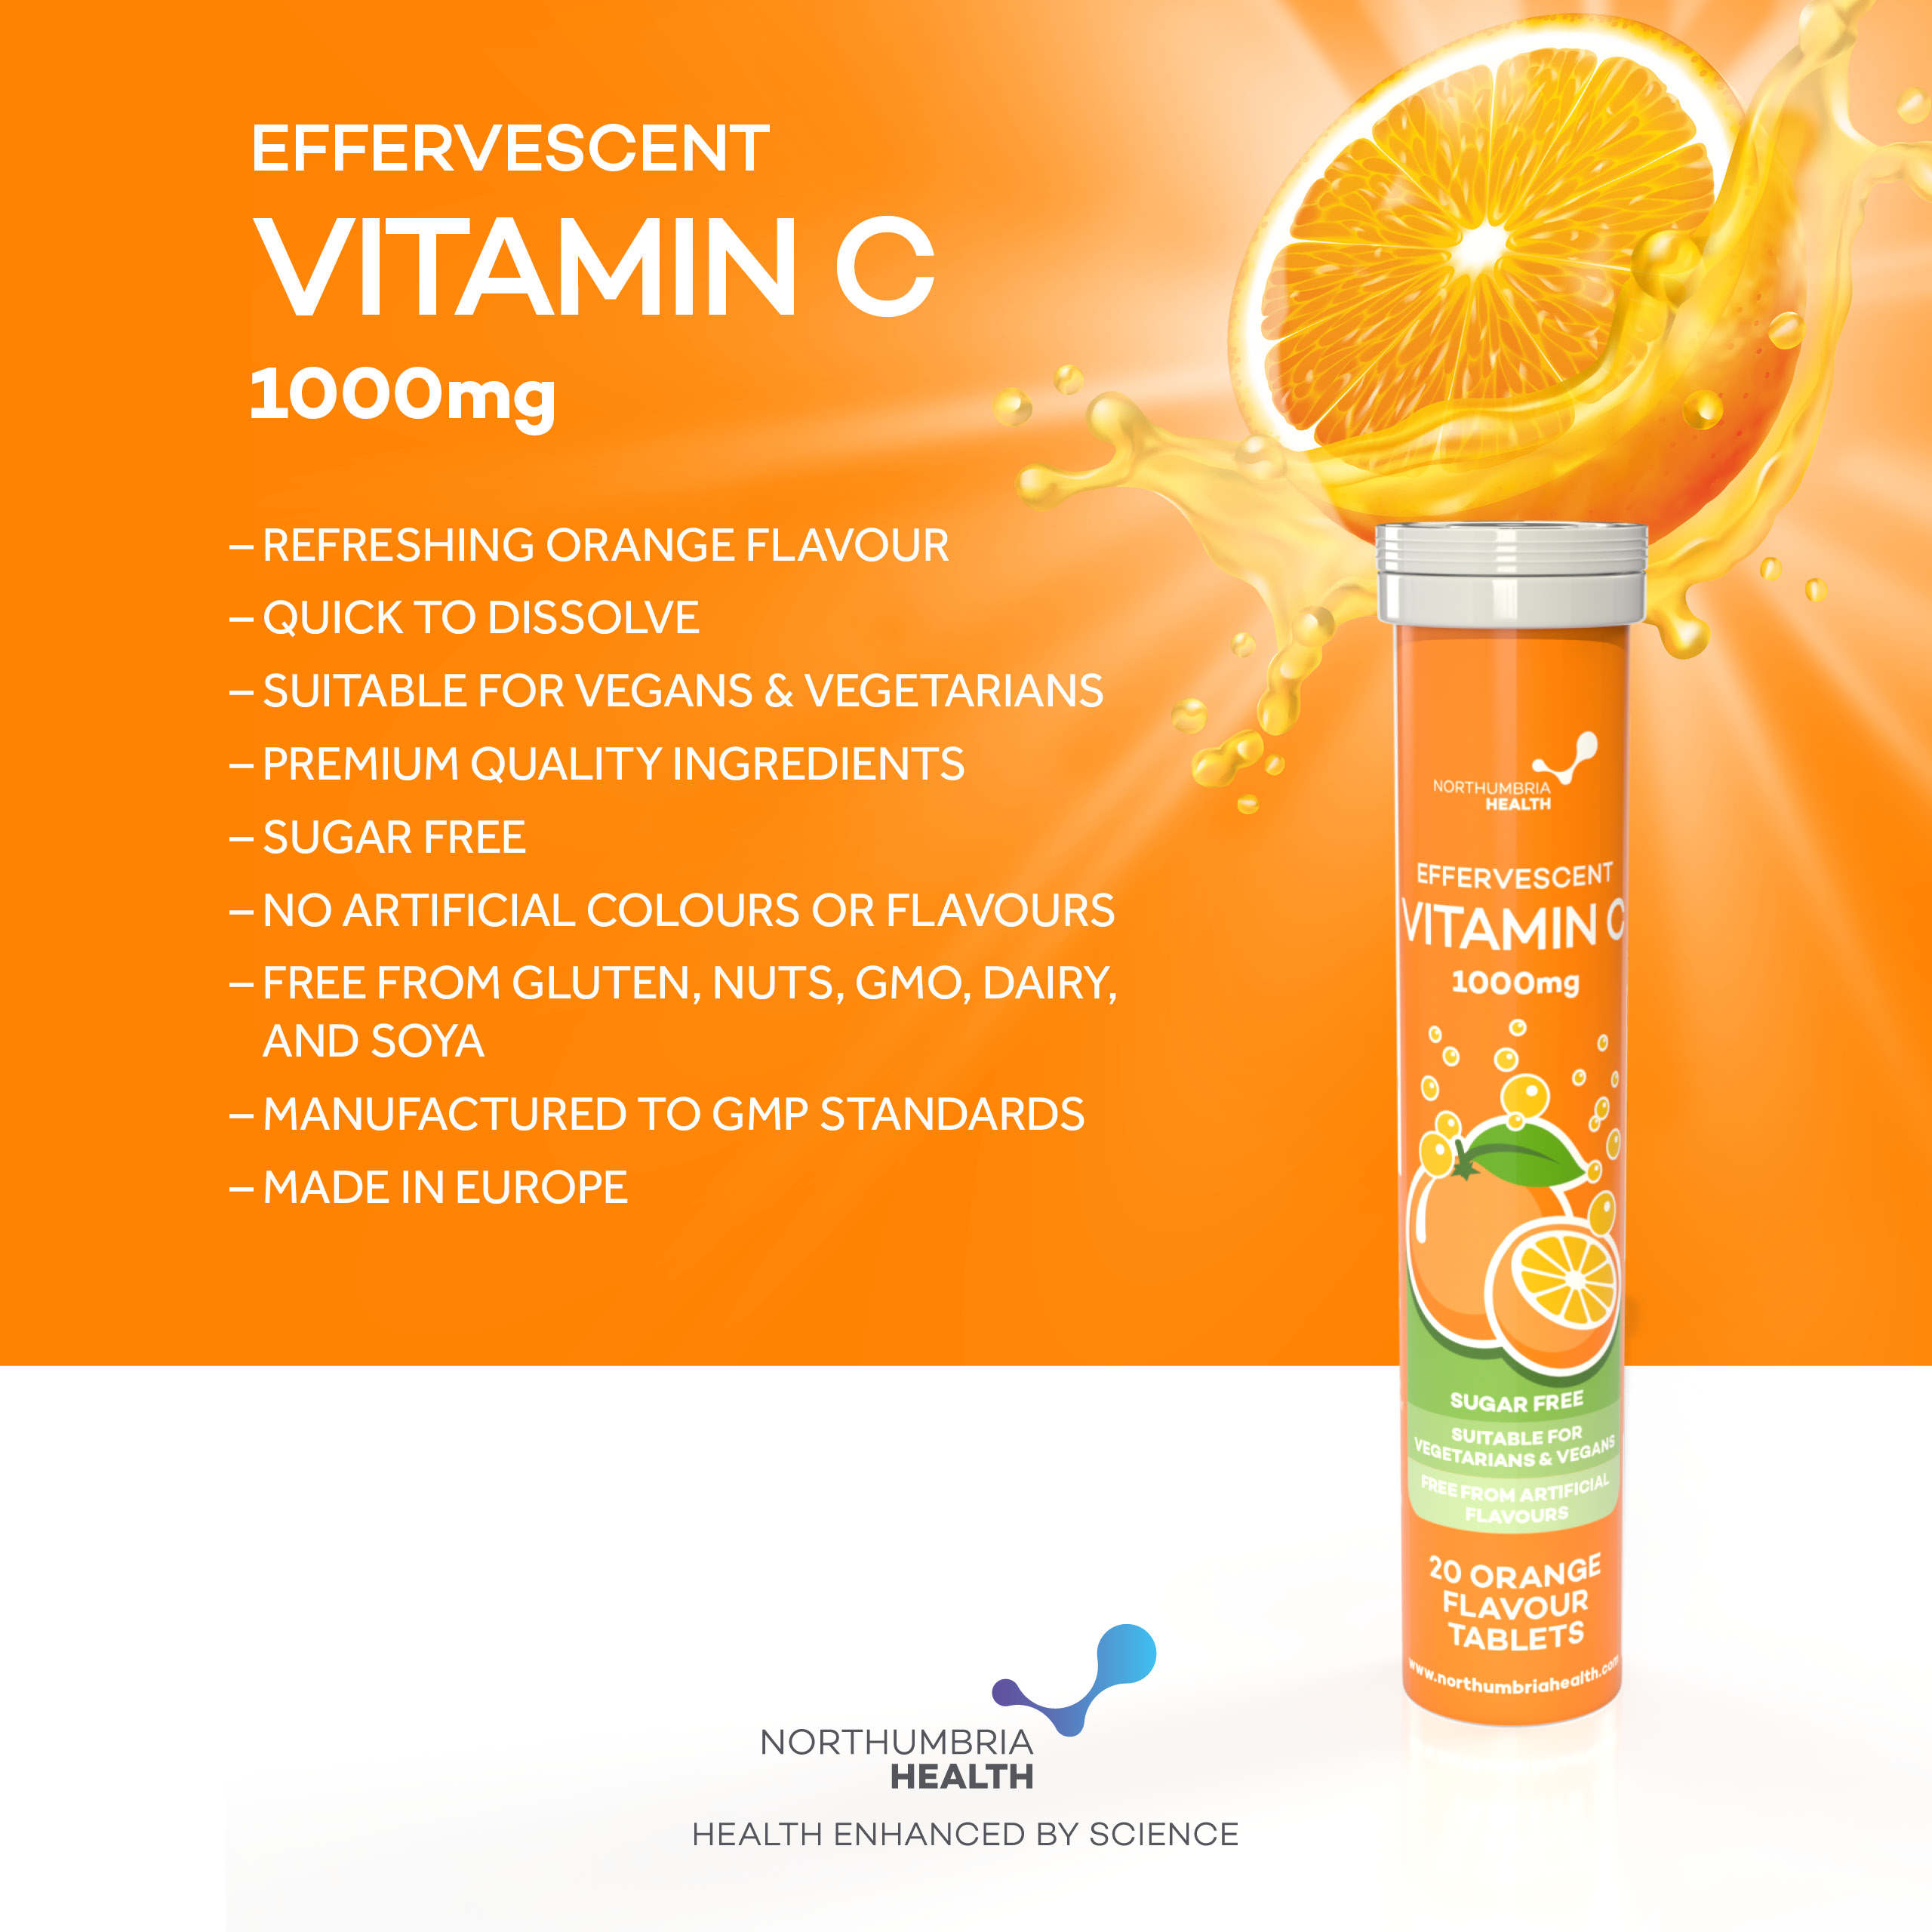 EFFERVESCENT
VITAMIN C
1000mg
– REFRESHING ORANGE FLAVOUR
– QUICK TO DISSOLVE
– SUITABLE FOR VEGANS & VEGETARIANS
– PREMIUM QUALITY INGREDIENTS
– SUGAR FREE
– NO ARTIFICIAL COLOURS OR FLAVOURS
– FREE FROM GLUTEN, NUTS, GMO, DAIRY,
AND SOYA
– MANUFACTURED TO GMP STANDARDS
– MADE IN EUROPE
NORTHUMBRIA
HEALTH
EFFERVESCENT
VITAMIN C
1000mg
SUGAR FREE
SUITABLE FOR
VEGETARIANS & VEGANS
FREE FROM ARTIFICIAL
FLAVOURS
20 ORANGE
FLAVOUR
TABLETS
www.northumbriahealth.com
NORTHUMBRIA
HEALTH
HEALTH ENHANCED BY SCIENCE